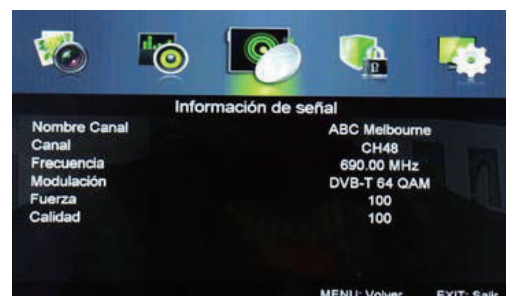 Información de señal
Nombre Canal ABC Melbourne
Canal CH48
Frecuencia 690.00 MHz
Modulación DVB-T 64 QAM
Fuerza 100
Calidad 100
MENU: Volver EXIT: Salir